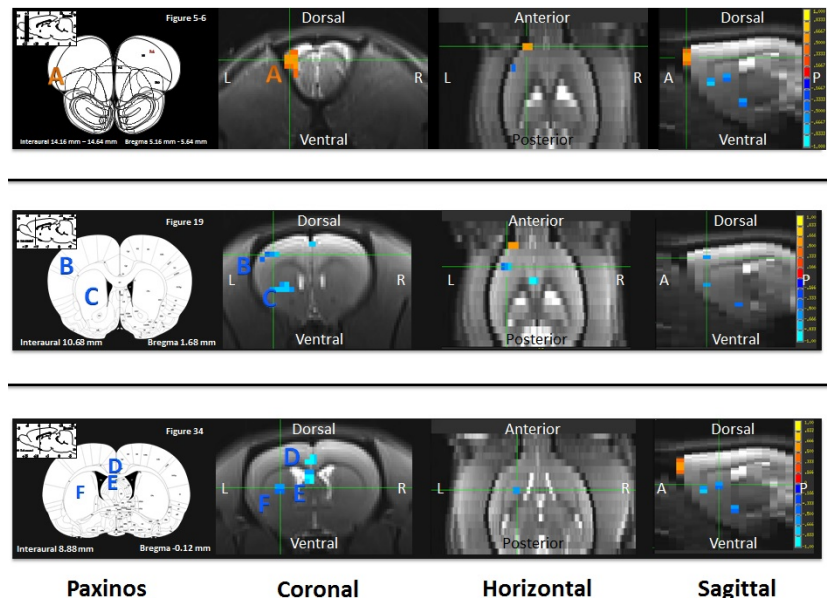 Figure 5-6
A
Interaural 14.16 mm – 14.64 mm Bregma 5.16 mm -5.64 mm
Dorsal
L
A
R
Ventral
Anterior
L
R
Posterior
Dorsal
A
P
Ventral
Figure 19
B
C
Interaural 10.68 mm Bregma 1.68 mm
Dorsal
B
L
R
C
Ventral
Anterior
L
R
Posterior
Dorsal
A
P
Ventral
Figure 34
D
E
F
Interaural 8.88 mm Bregma -0.12 mm
Dorsal
D
L
R
E
F
Ventral
Anterior
L
R
Posterior
Dorsal
A
P
Ventral
Paxinos Coronal Horizontal Sagittal